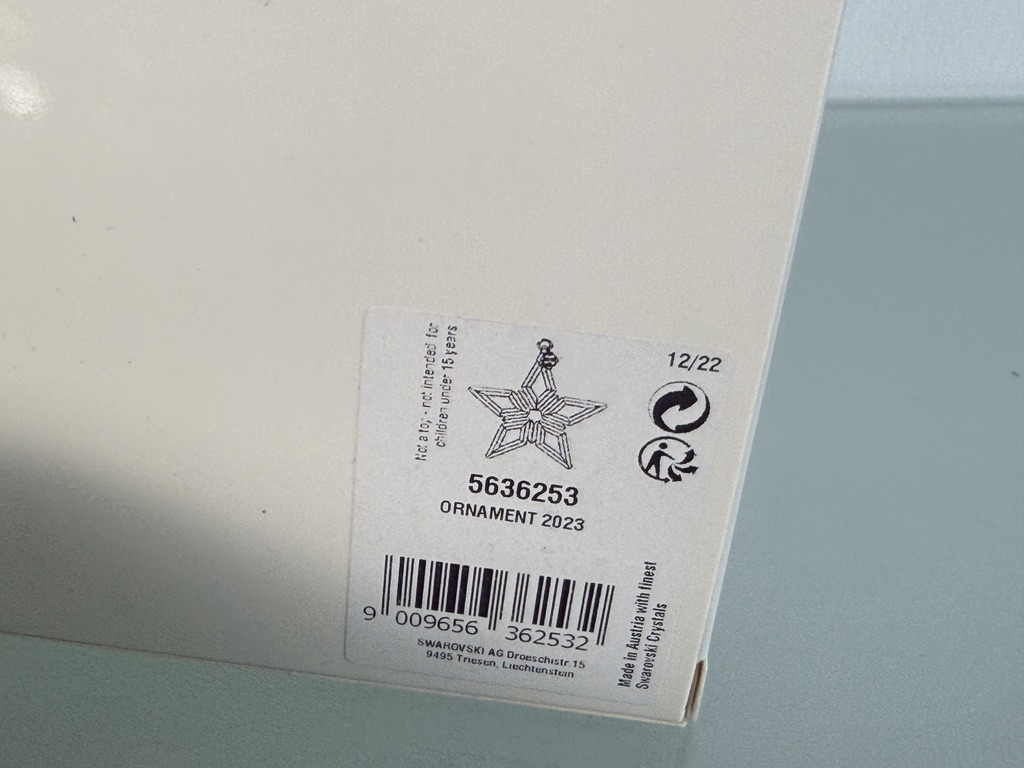 Not a toy - not intended for
children under 15 years
12/22
5636253
ORNAMENT 2023
9 009656 362532
SWAROVSKI AG Droeschistr.15
9495 Triesen, Liechtenstein
Made in Austria with finest
Swarovski Crystals